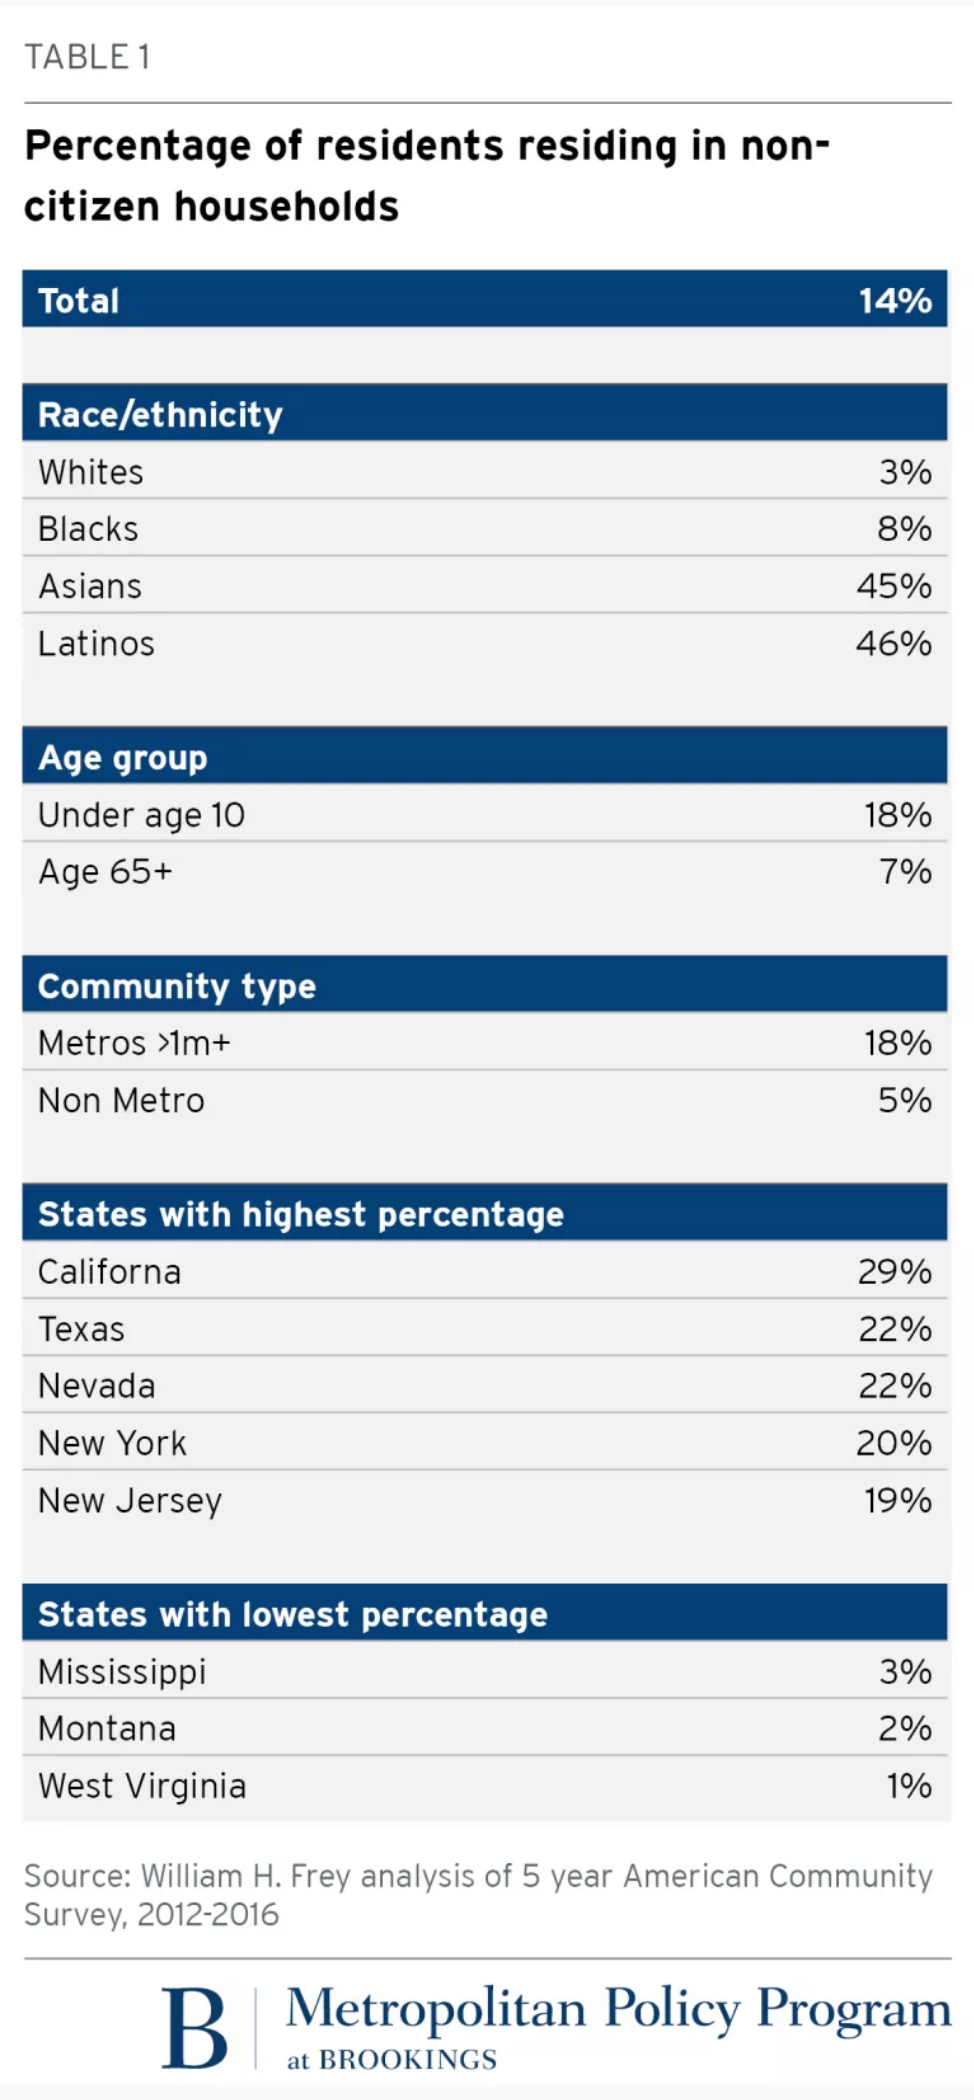 TABLE 1
Percentage of residents residing in non-
citizen households
Total 14%
Race/ethnicity
Whites 3%
Blacks 8%
Asians 45%
Latinos 46%
Age group
Under age 10 18%
Age 65+ 7%
Community type
Metros >1m+ 18%
Non Metro 5%
States with highest percentage
Californa 29%
Texas 22%
Nevada 22%
New York 20%
New Jersey 19%
States with lowest percentage
Mississippi 3%
Montana 2%
West Virginia 1%
Source: William H. Frey analysis of 5 year American Community
Survey, 2012-2016
B | Metropolitan Policy Program
at BROOKINGS